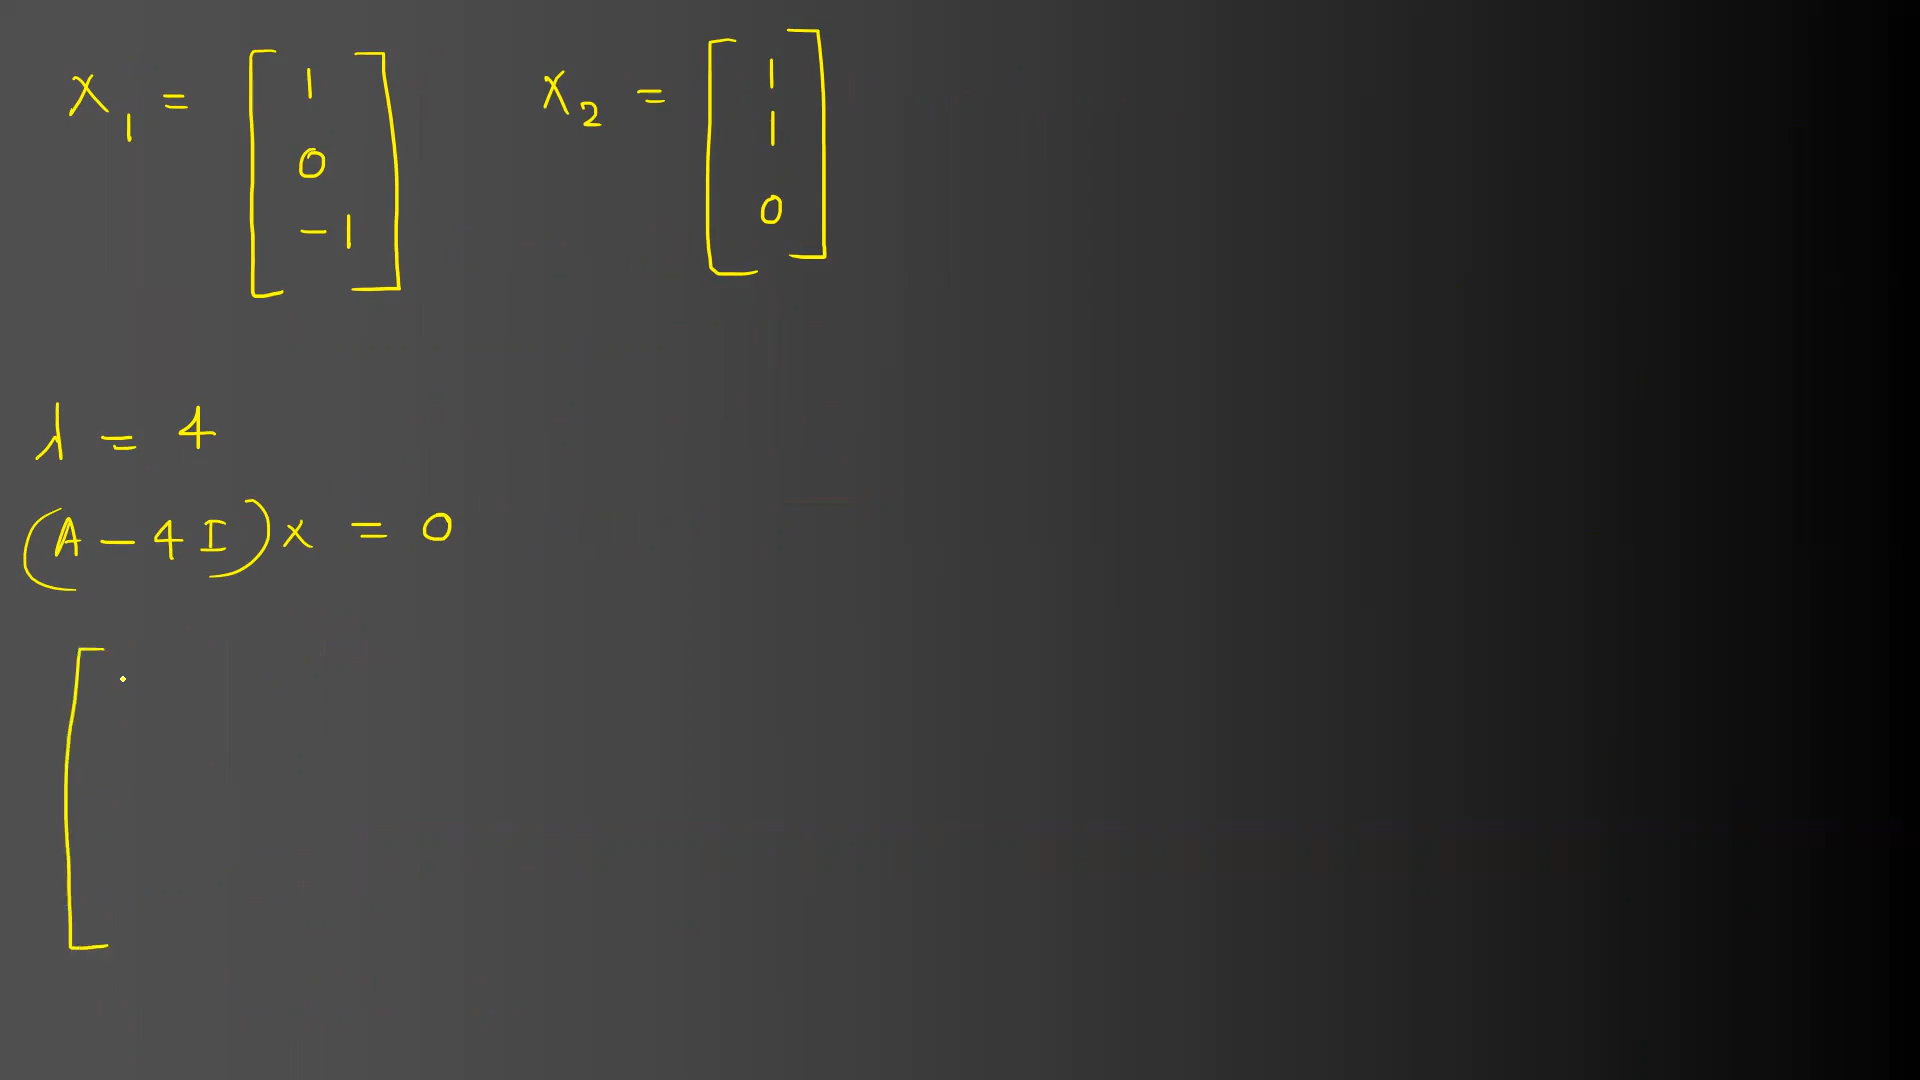 X₁ = [ 1 0 -1 ] X₂ = [ 1 1 0 ]
λ = 4
(A - 4I)x = 0
[